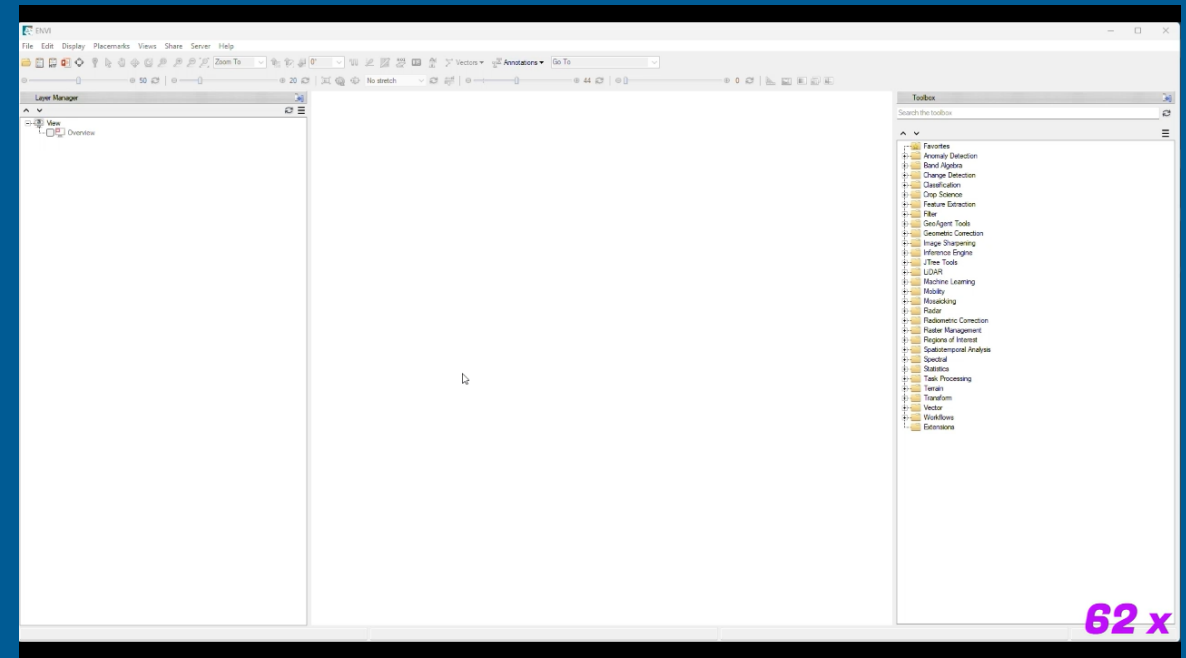 ENVI
File Edit Display Placemarks Views Share Server Help
Zoom To 0° Vectors Annotations Go To
50 20 No stretch 44 0
Layer Manager
View
Overview
Toolbox
Search the toolbox
Favorites
Anomaly Detection
Band Algebra
Change Detection
Classification
Crop Science
Feature Extraction
Filter
GeoAgent Tools
Geometric Correction
Image Sharpening
Inference Engine
JTree Tools
LiDAR
Machine Learning
Mobility
Mosaicking
Radar
Radiometric Correction
Raster Management
Regions of Interest
Spatiotemporal Analysis
Spectral
Statistics
Task Processing
Terrain
Transform
Vector
Workflows
Extensions
62 x